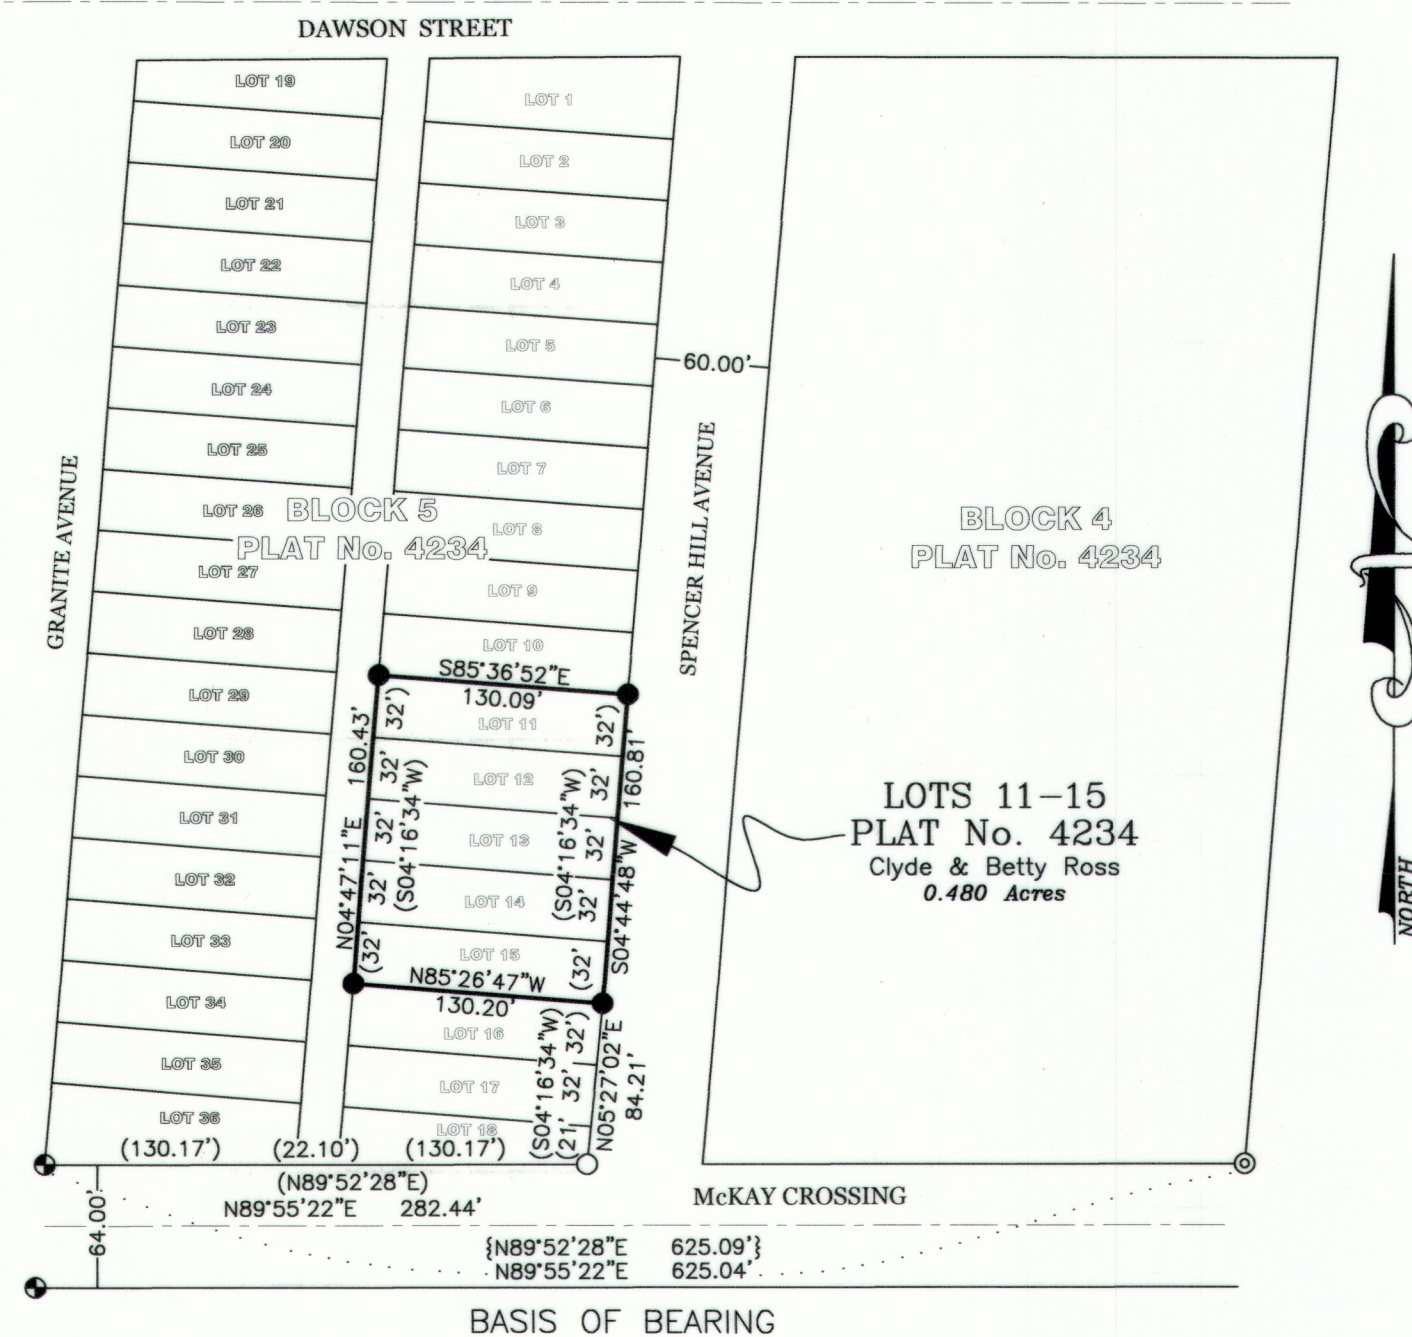 DAWSON STREET
LOT 19
LOT 20
LOT 21
LOT 22
LOT 23
LOT 24
LOT 25
LOT 26
LOT 27
LOT 28
LOT 29
LOT 30
LOT 31
LOT 32
LOT 33
LOT 34
LOT 35
LOT 36
LOT 1
LOT 2
LOT 3
LOT 4
LOT 5
LOT 6
LOT 7
LOT 8
LOT 9
LOT 10
LOT 11
LOT 12
LOT 13
LOT 14
LOT 15
LOT 16
LOT 17
LOT 18
GRANITE AVENUE
BLOCK 5
PLAT No. 4234
60.00'
SPENCER HILL AVENUE
BLOCK 4
PLAT No. 4234
S85°36'52"E
130.09'
N04°47'11"E 160.43'
32')
32'
32'
32'
(32'
(S04°16'34"W)
32')
32'
32'
32'
(32'
(S04°16'34"W)
S04°44'48"W 160.81'
N85°26'47"W
130.20'
(S04°16'34"W)
(21' 32' 32')
N05°27'02"E
84.21'
LOTS 11-15
PLAT No. 4234
Clyde & Betty Ross
0.480 Acres
NORTH
(130.17') (22.10') (130.17')
(N89°52'28"E)
N89°55'22"E 282.44'
64.00'
McKAY CROSSING
{N89°52'28"E 625.09'}
N89°55'22"E 625.04'
BASIS OF BEARING